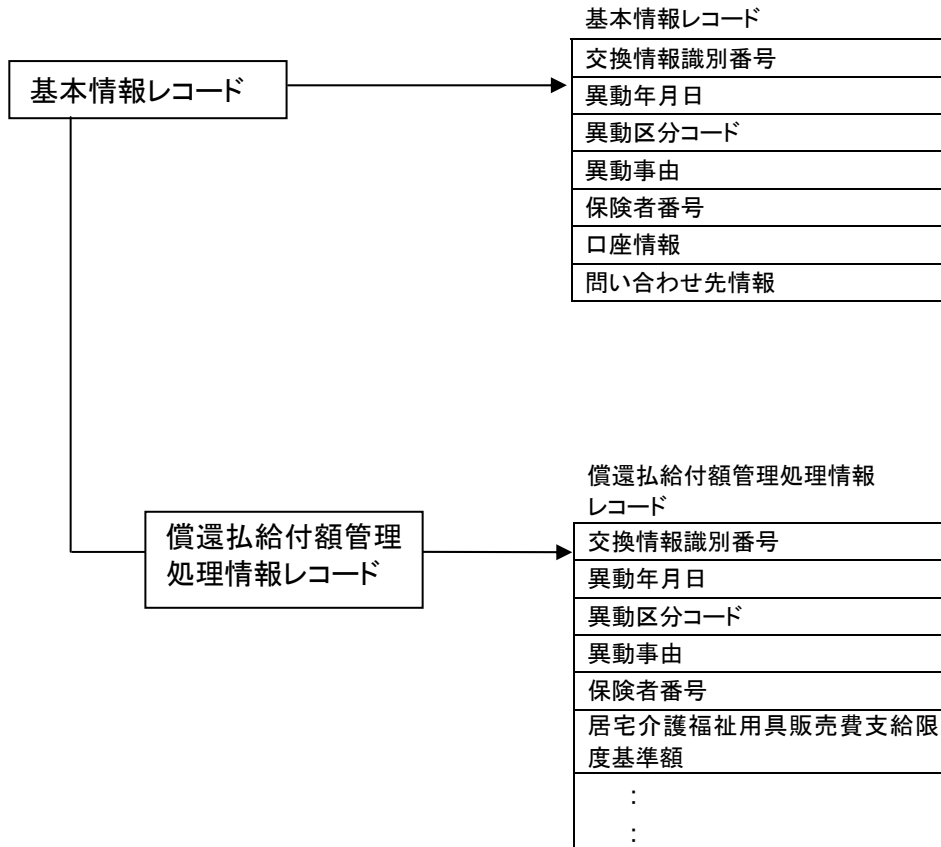 基本情報レコード
基本情報レコード
交換情報識別番号
異動年月日
異動区分コード
異動事由
保険者番号
口座情報
問い合わせ先情報
償還払給付額管理
処理情報レコード
償還払給付額管理処理情報
レコード
交換情報識別番号
異動年月日
異動区分コード
異動事由
保険者番号
居宅介護福祉用具販売費支給限
度基準額
：
：